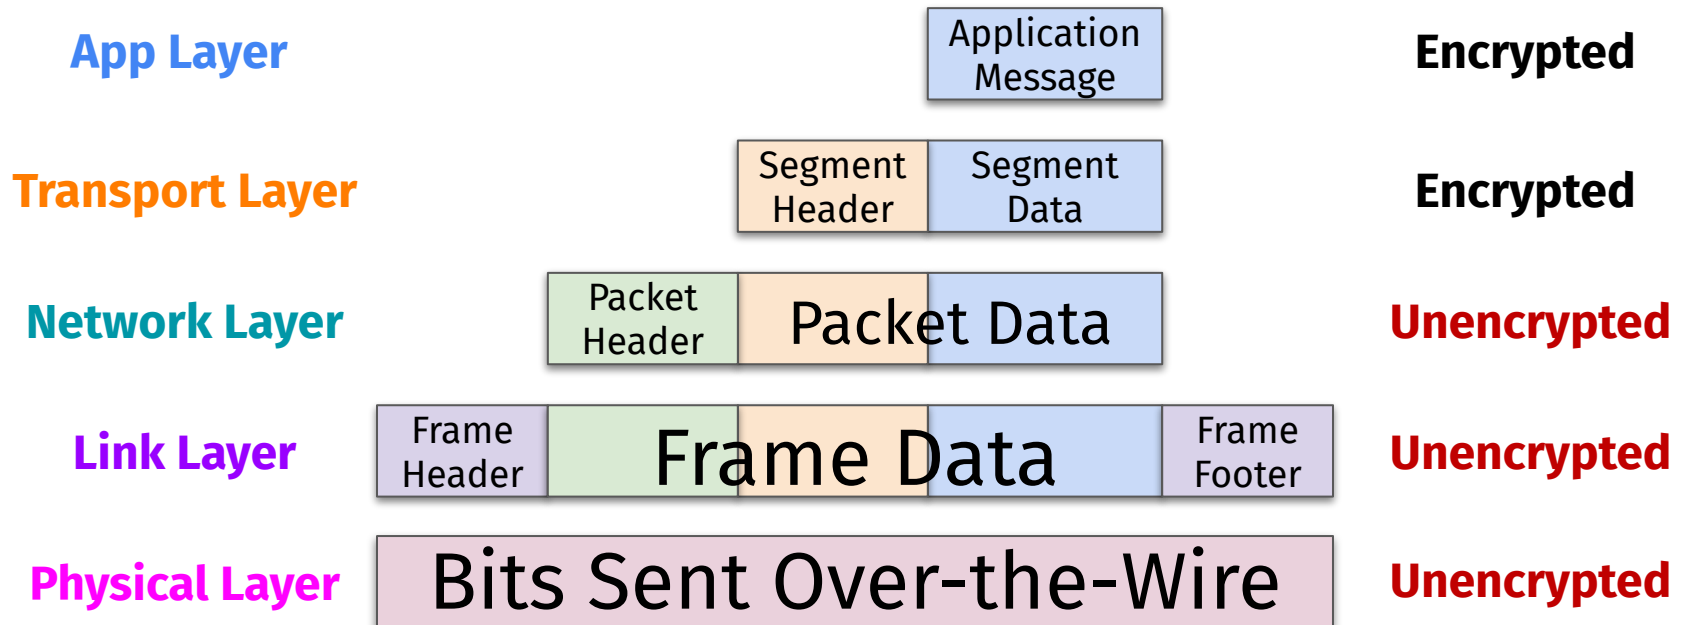 App Layer
Application
Message
Encrypted
Transport Layer
Segment
Header
Segment
Data
Encrypted
Network Layer
Packet
Header
Packet Data
Unencrypted
Link Layer
Frame
Header
Frame Data
Frame
Footer
Unencrypted
Physical Layer
Bits Sent Over-the-Wire
Unencrypted